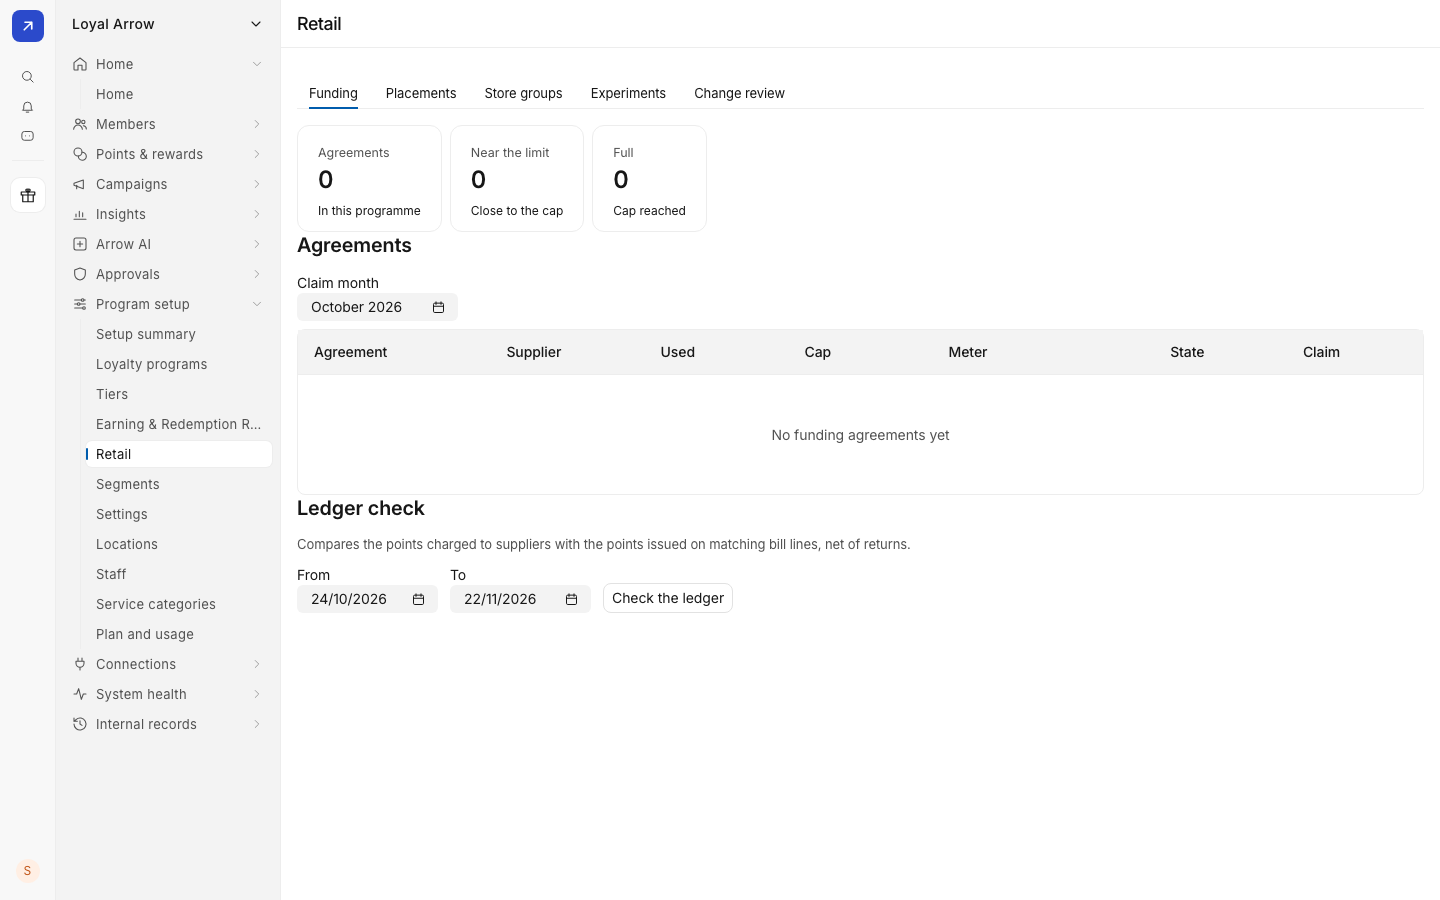 Loyal Arrow
Home
Home
Members
Points & rewards
Campaigns
Insights
Arrow AI
Approvals
Program setup
Setup summary
Loyalty programs
Tiers
Earning & Redemption R...
Retail
Segments
Settings
Locations
Staff
Service categories
Plan and usage
Connections
System health
Internal records
S
Retail
Funding Placements Store groups Experiments Change review
Agreements
0
In this programme
Near the limit
0
Close to the cap
Full
0
Cap reached
Agreements
Claim month
October 2026
Agreement Supplier Used Cap Meter State Claim
No funding agreements yet
Ledger check
Compares the points charged to suppliers with the points issued on matching bill lines, net of returns.
From To
24/10/2026 22/11/2026 Check the ledger